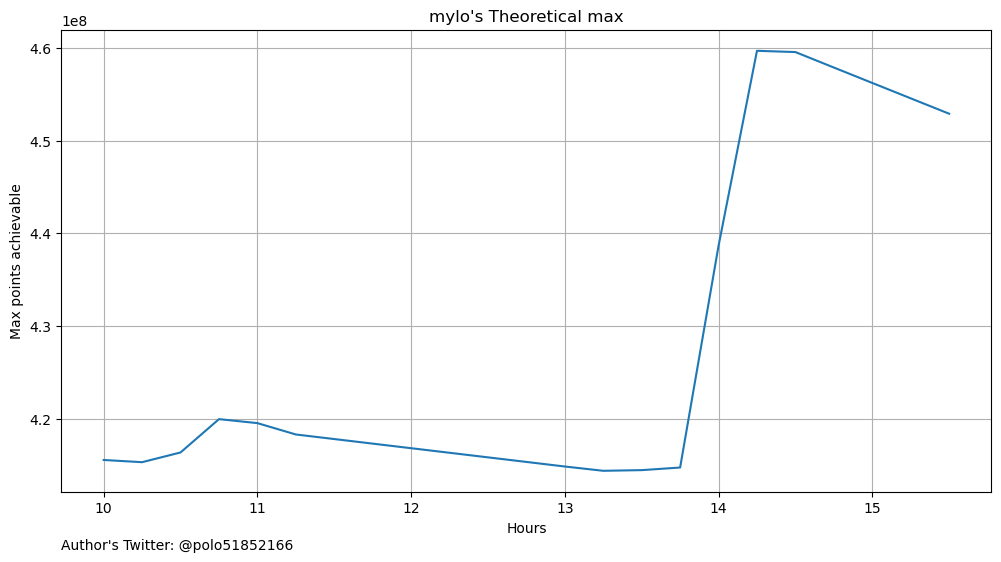 mylo's Theoretical max
1e8
4.6
4.5
4.4
4.3
4.2
Max points achievable
10 11 12 13 14 15
Hours
Author's Twitter: @polo51852166